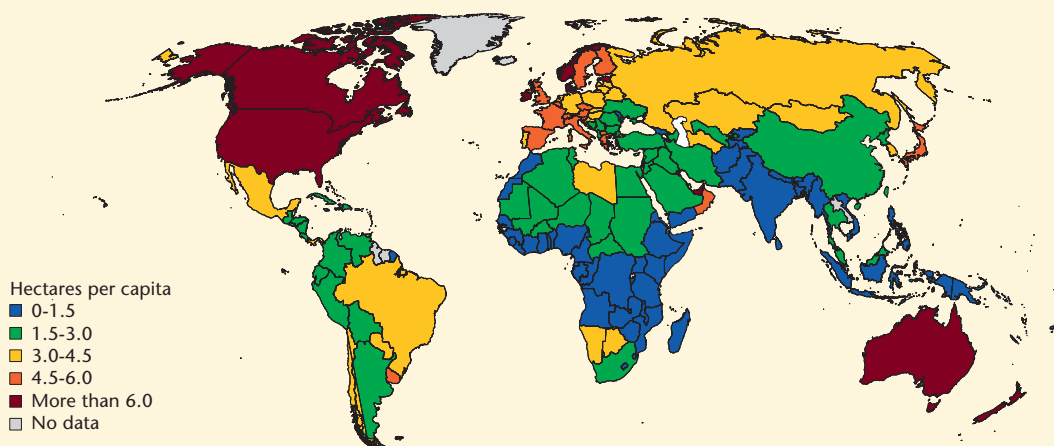 Hectares per capita
0-1.5
1.5-3.0
3.0-4.5
4.5-6.0
More than 6.0
No data